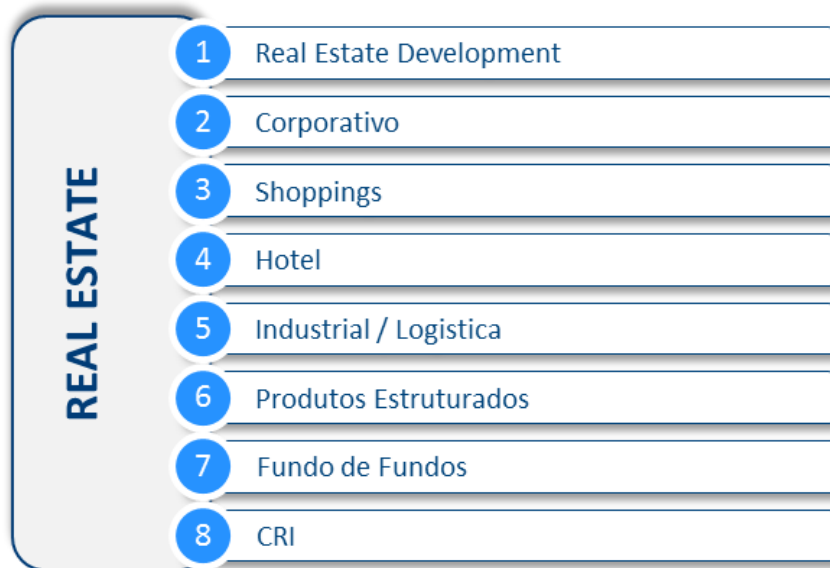 REAL ESTATE
1 Real Estate Development
2 Corporativo
3 Shoppings
4 Hotel
5 Industrial / Logistica
6 Produtos Estruturados
7 Fundo de Fundos
8 CRI